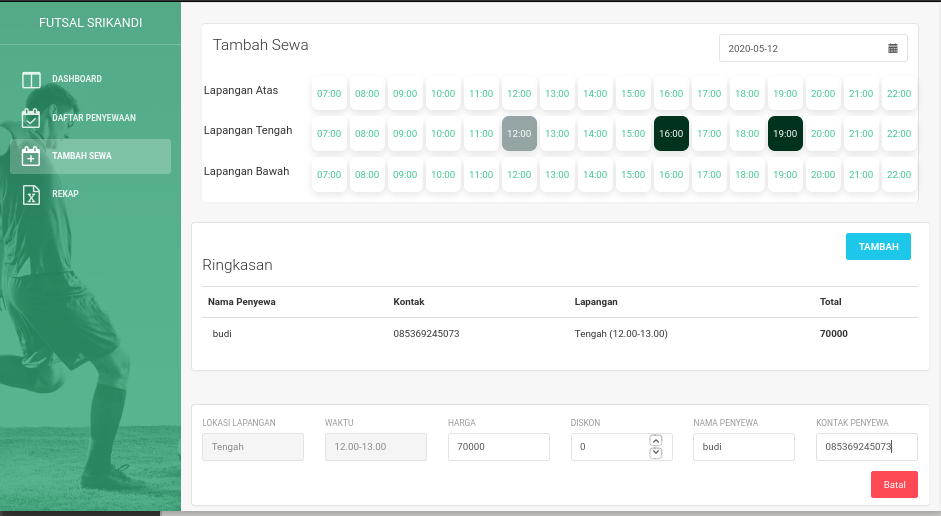 FUTSAL SRIKANDI
DASHBOARD
DAFTAR PENYEWAAN
TAMBAH SEWA
REKAP
Tambah Sewa
2020-05-12
Lapangan Atas 07:00 08:00 09:00 10:00 11:00 12:00 13:00 14:00 15:00 16:00 17:00 18:00 19:00 20:00 21:00 22:00
Lapangan Tengah 07:00 08:00 09:00 10:00 11:00 12:00 13:00 14:00 15:00 16:00 17:00 18:00 19:00 20:00 21:00 22:00
Lapangan Bawah 07:00 08:00 09:00 10:00 11:00 12:00 13:00 14:00 15:00 16:00 17:00 18:00 19:00 20:00 21:00 22:00
TAMBAH
Ringkasan
Nama Penyewa Kontak Lapangan Total
budi 085369245073 Tengah (12.00-13.00) 70000
LOKASI LAPANGAN WAKTU HARGA DISKON NAMA PENYEWA KONTAK PENYEWA
Tengah 12.00-13.00 70000 0 budi 085369245073
Batal